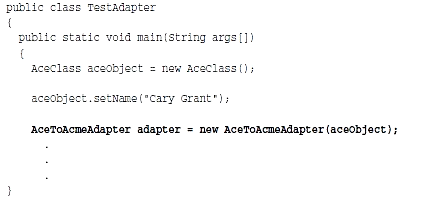 public class TestAdapter
{
  public static void main(String args[])
  {
    AceClass aceObject = new AceClass();

    aceObject.setName("Cary Grant");

    AceToAcmeAdapter adapter = new AceToAcmeAdapter(aceObject);
      .
      .
      .
}